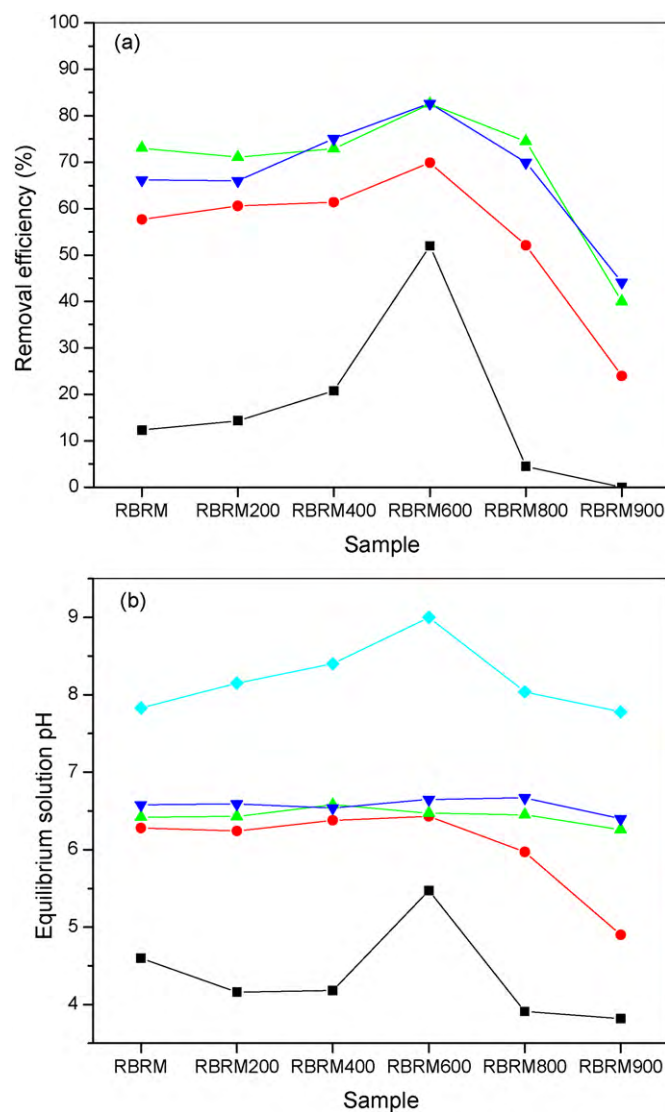 (a)
100
90
80
70
60
50
40
30
20
10
0
Removal efficiency (%)
RBRM RBRM200 RBRM400 RBRM600 RBRM800 RBRM900
Sample
(b)
9
8
7
6
5
4
Equilibrium solution pH
RBRM RBRM200 RBRM400 RBRM600 RBRM800 RBRM900
Sample